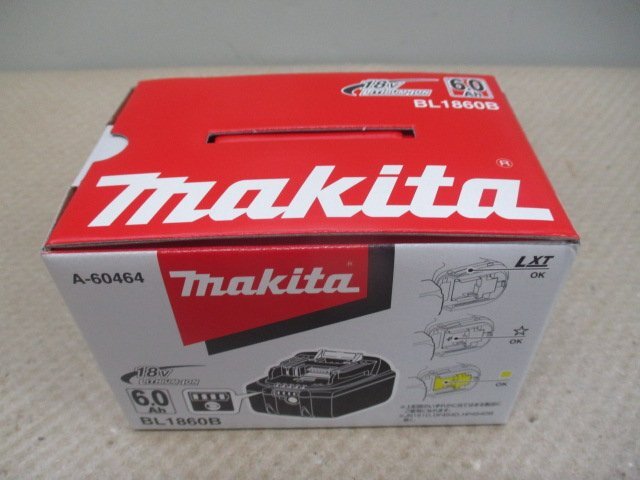 18V
LITHIUM-ION
6.0
Ah
BL1860B
makita
®
A-60464
makita
®
LXT
OK
☆
OK
OK
18V
LITHIUM-ION
6.0
Ah
BL1860B